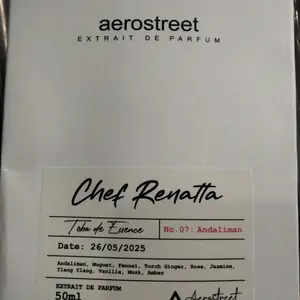 aerostreet
EXTRAIT DE PARFUM
Chef Renatta
Toba de Essence
No.07: Andaliman
Date: 26/05/2025
Andaliman, Muguet, Fennel, Torch Ginger, Rose, Jasmine,
Ylang Ylang, Vanilla, Musk, Amber
EXTRAIT DE PARFUM
50ml
Aerostreet